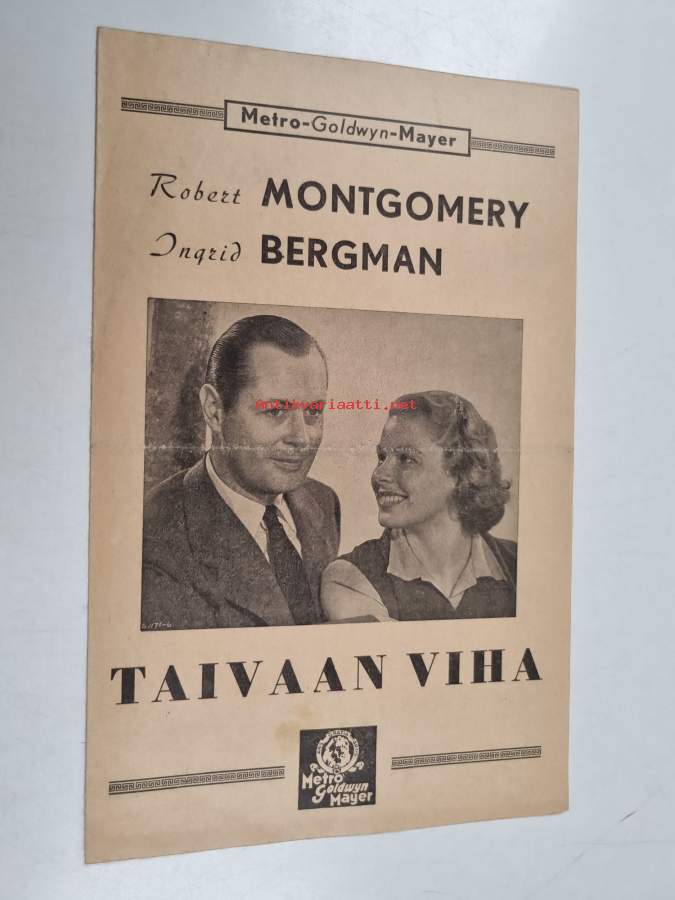 Metro-Goldwyn-Mayer
Robert MONTGOMERY
Ingrid BERGMAN
antikvariaatti.net
TAIVAAN VIHA
Metro
Goldwyn
Mayer